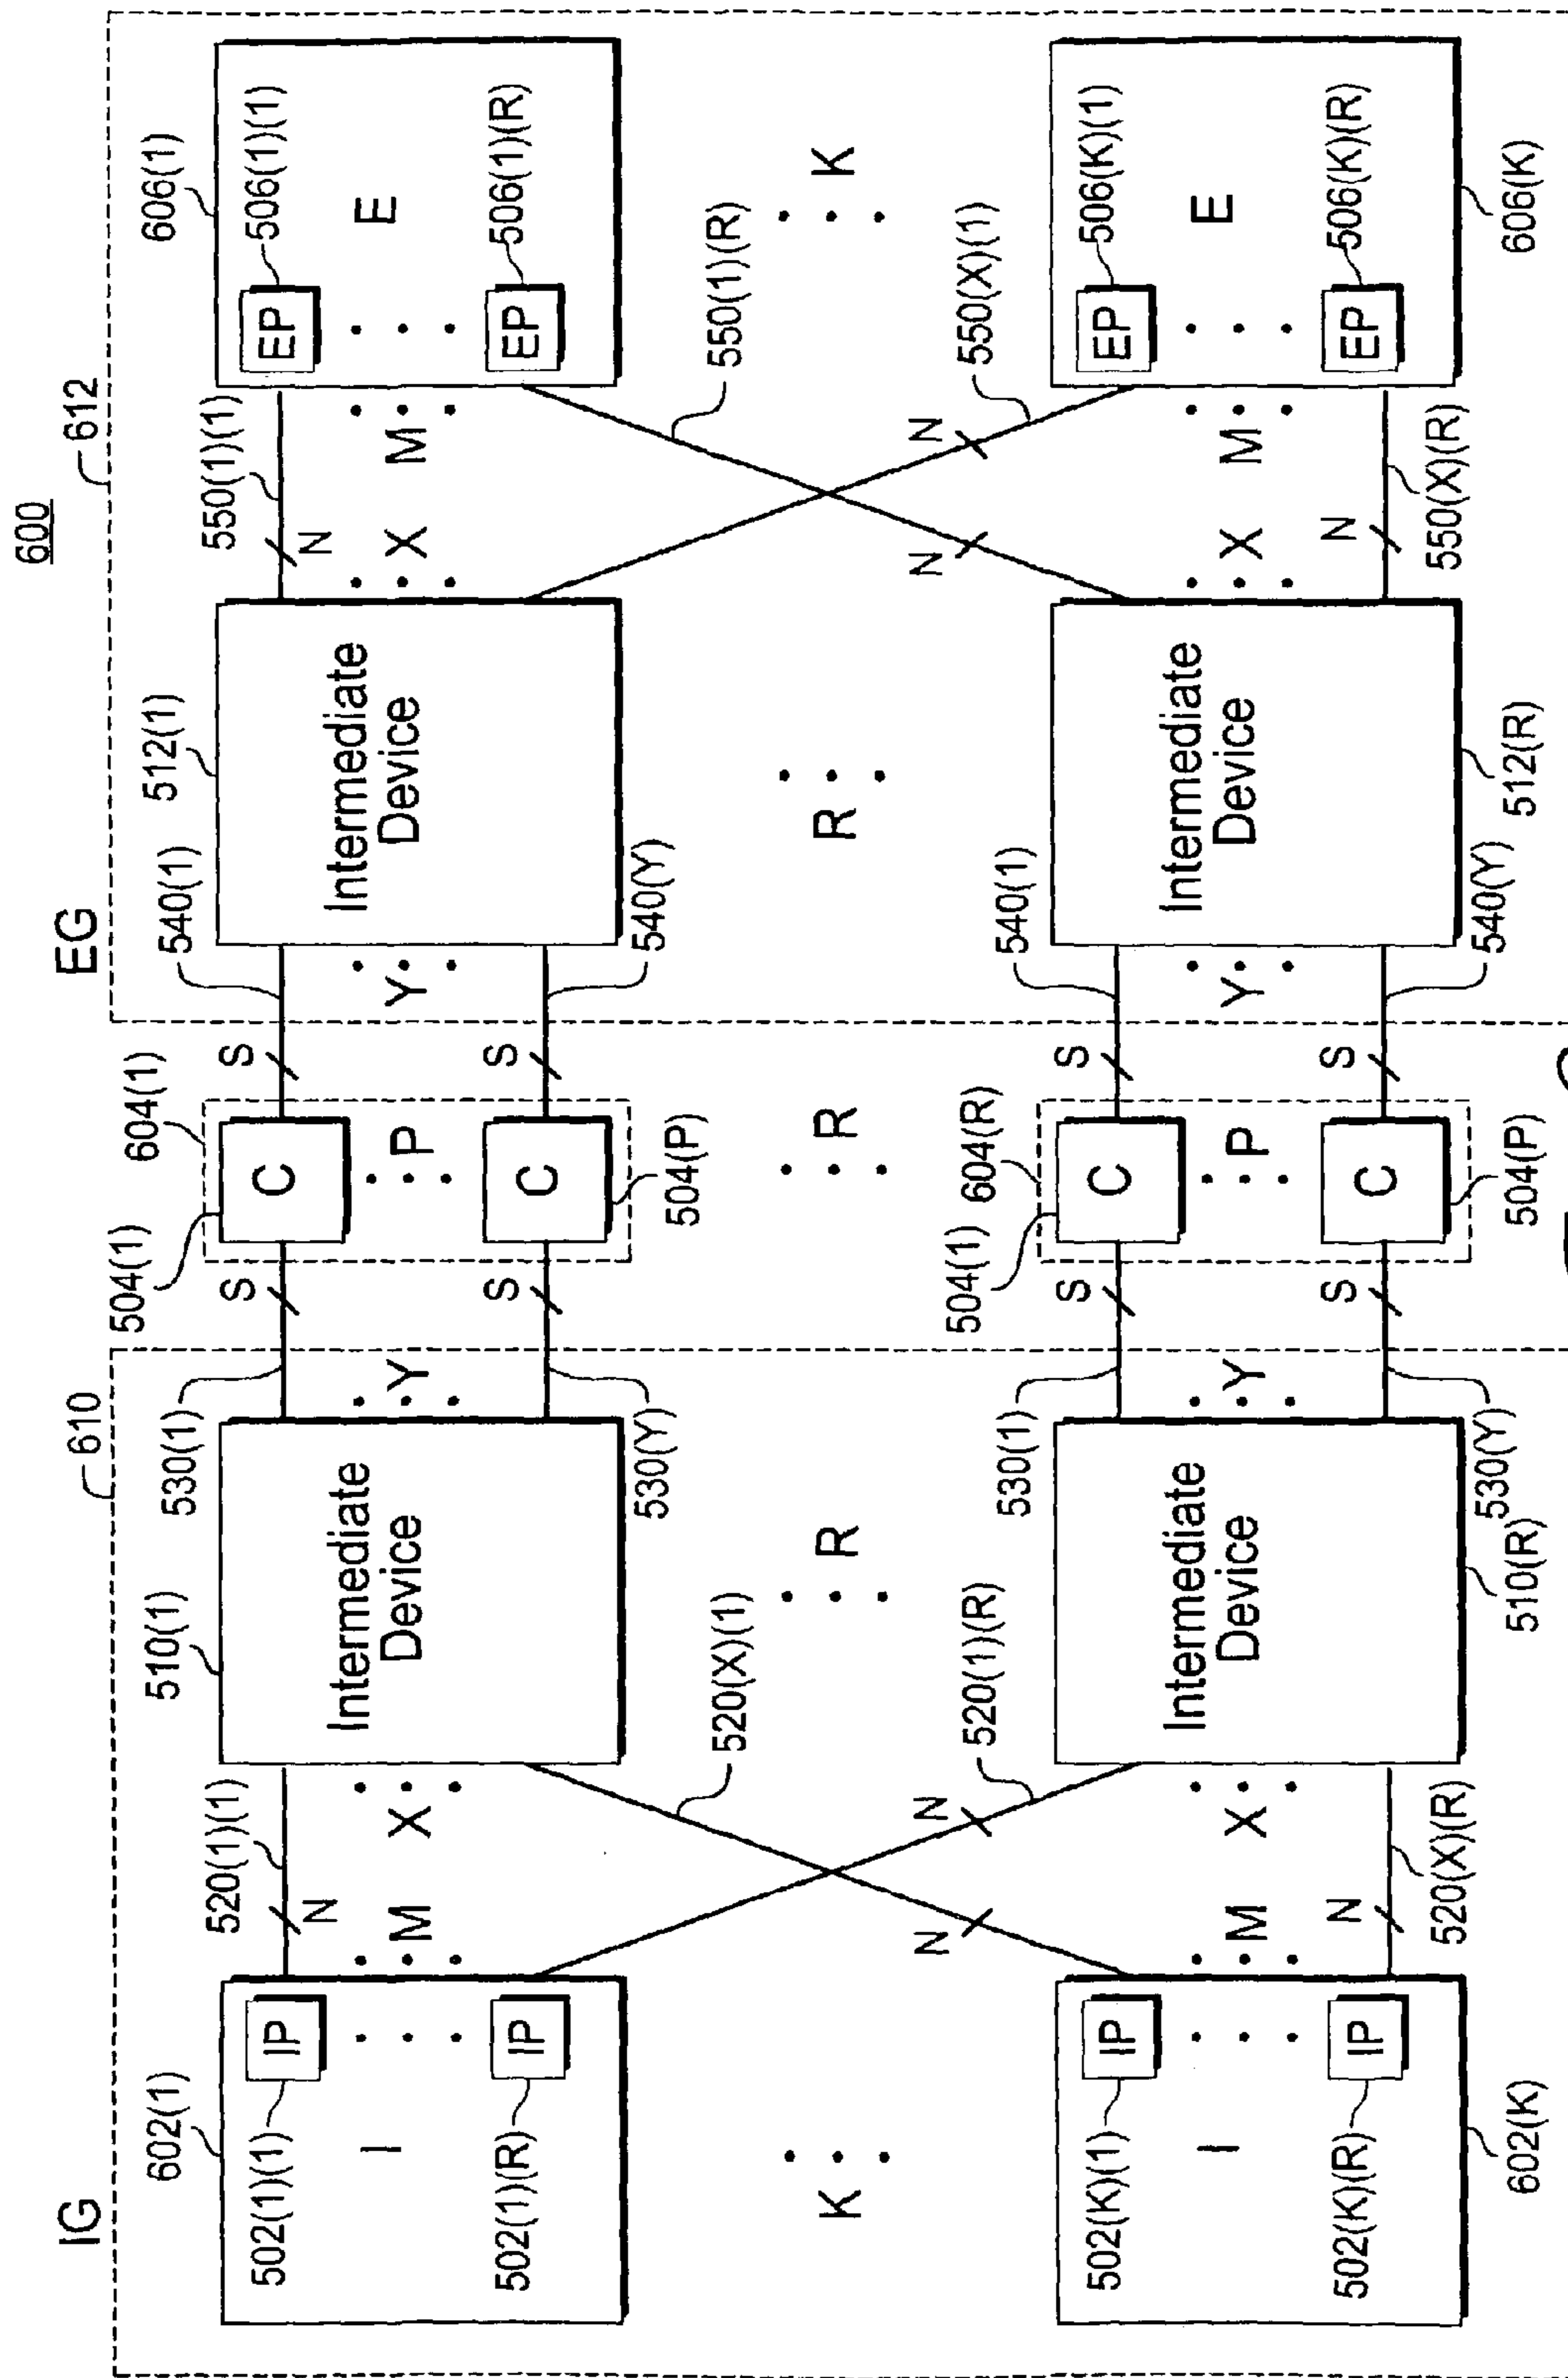 600
IG
EG
610
612
602(1)
I
502(1)(1)
IP
502(1)(R)
IP
520(1)(1)
N
M
X
510(1)
Intermediate
Device
530(1)
Y
530(Y)
S
S
504(1)
604(1)
C
P
C
504(P)
S
S
540(1)
Y
540(Y)
512(1)
Intermediate
Device
550(1)(1)
N
X
M
606(1)
EP
506(1)(1)
E
EP
506(1)(R)
K
520(X)(1)
R
R
R
550(1)(R)
K
N
N
520(1)(R)
N
N
550(X)(1)
602(K)
I
502(K)(1)
IP
502(K)(R)
IP
M
X
N
520(X)(R)
510(R)
Intermediate
Device
530(1)
Y
530(Y)
S
S
504(1)
604(R)
C
P
C
504(P)
S
S
540(1)
Y
540(Y)
512(R)
Intermediate
Device
X
M
N
550(X)(R)
606(K)
EP
506(K)(1)
E
EP
506(K)(R)